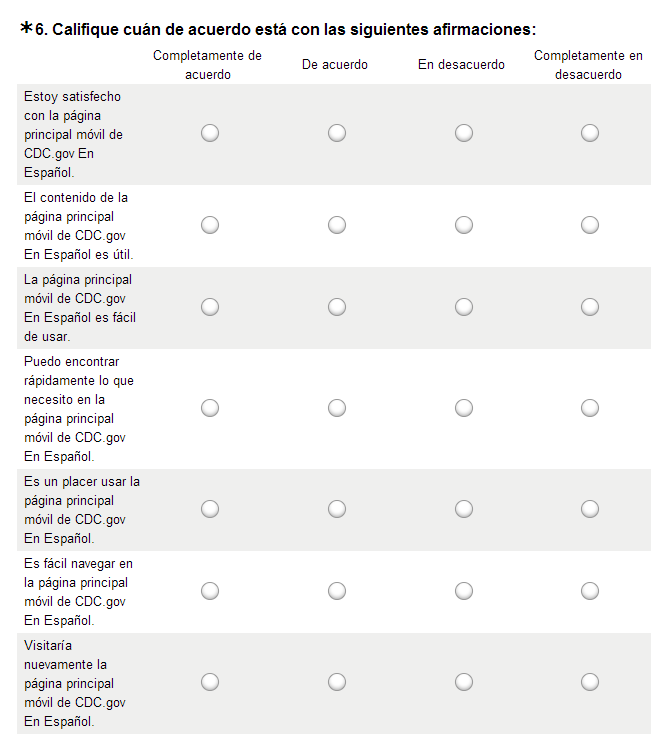 *6. Califique cuán de acuerdo está con las siguientes afirmaciones:
Completamente de
acuerdo
De acuerdo
En desacuerdo
Completamente en
desacuerdo
Estoy satisfecho
con la página
principal móvil de
CDC.gov En
Español.
El contenido de la
página principal
móvil de CDC.gov
En Español es útil.
La página principal
móvil de CDC.gov
En Español es fácil
de usar.
Puedo encontrar
rápidamente lo que
necesito en la
página principal
móvil de CDC.gov
En Español.
Es un placer usar la
página principal
móvil de CDC.gov
En Español.
Es fácil navegar en
la página principal
móvil de CDC.gov
En Español.
Visitaría
nuevamente la
página principal
móvil de CDC.gov
En Español.